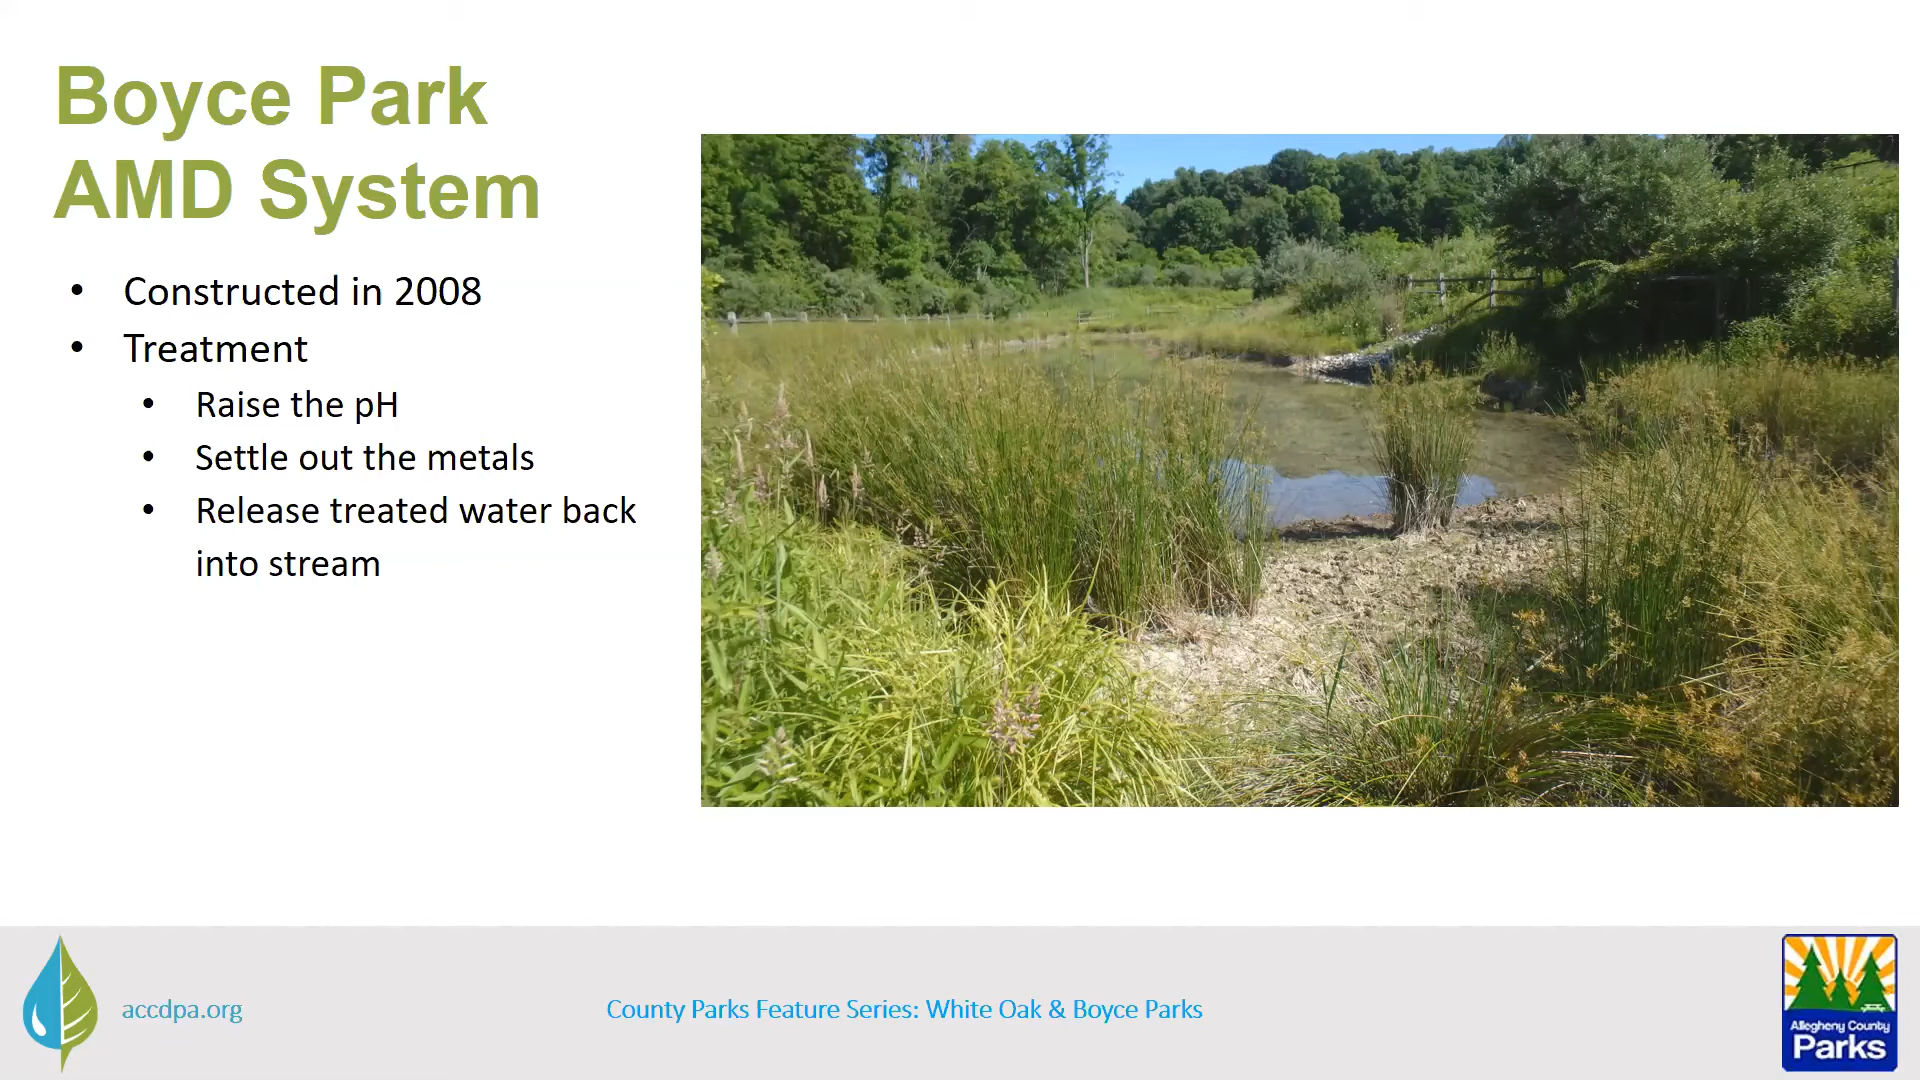 Boyce Park
AMD System
• Constructed in 2008
• Treatment
• Raise the pH
• Settle out the metals
• Release treated water back
into stream
accdpa.org
County Parks Feature Series: White Oak & Boyce Parks
Allegheny County
Parks